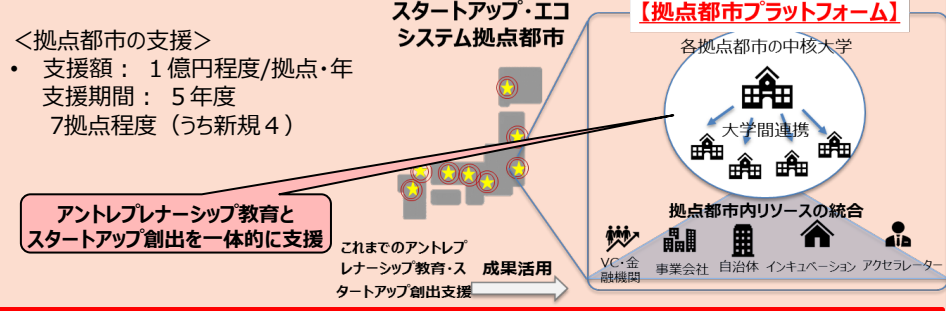 スタートアップ・エコ
システム拠点都市
【拠点都市プラットフォーム】
＜拠点都市の支援＞
• 支援額： １億円程度/拠点・年
支援期間： ５年度
7拠点程度（うち新規４）
各拠点都市の中核大学
大学間連携
アントレプレナーシップ教育と
スタートアップ創出を一体的に支援
拠点都市内リソースの統合
VC・金
融機関
事業会社
自治体
インキュベーション
アクセラレーター
これまでのアントレプ
レナーシップ教育・ス
タートアップ創出支援
成果活用